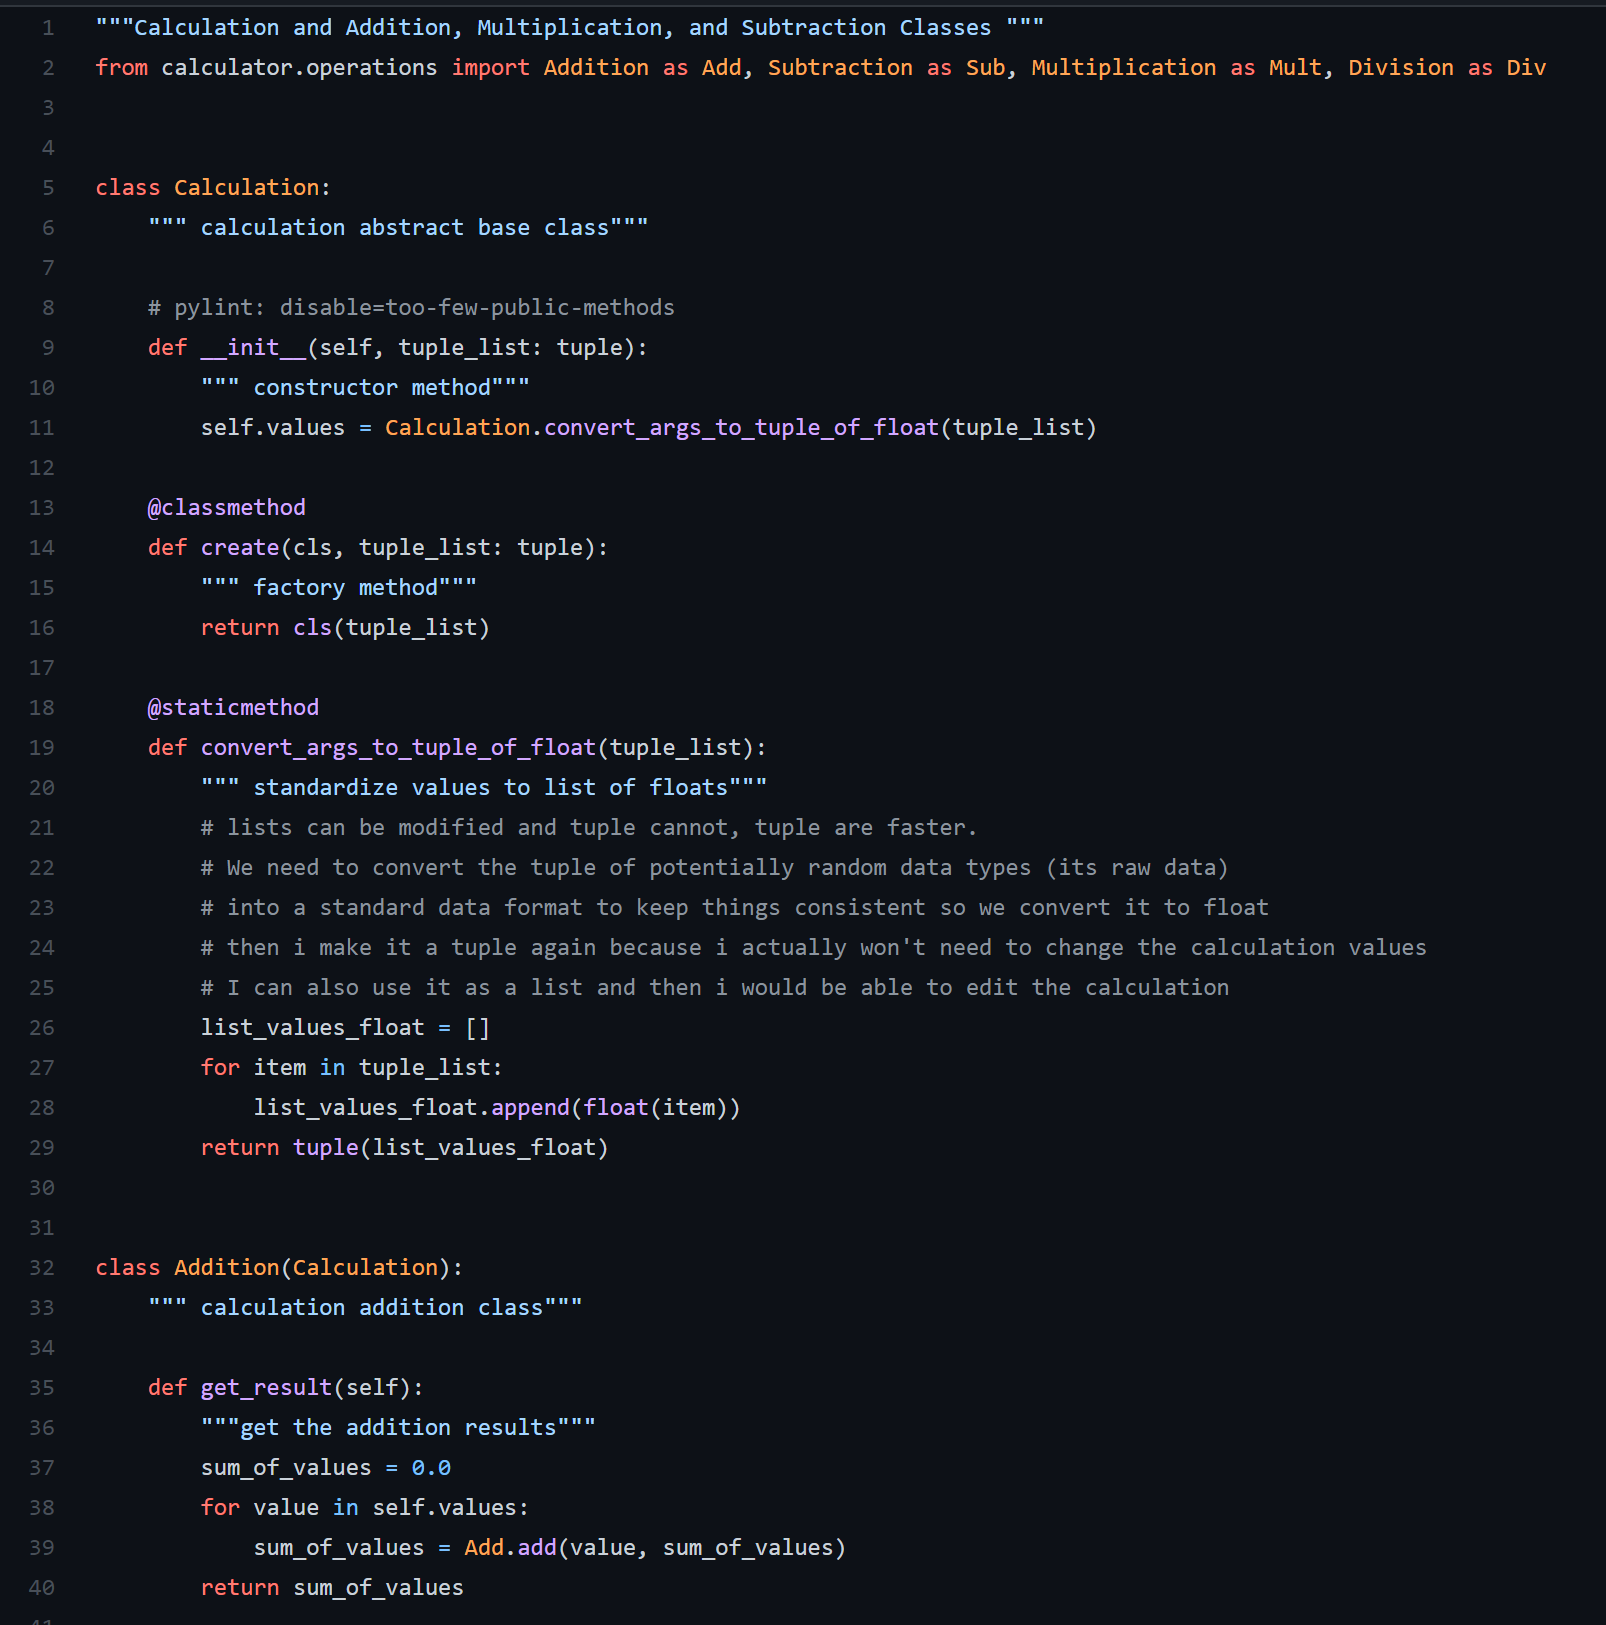 1 """Calculation and Addition, Multiplication, and Subtraction Classes """
2 from calculator.operations import Addition as Add, Subtraction as Sub, Multiplication as Mult, Division as Div
3
4
5 class Calculation:
6     """ calculation abstract base class"""
7
8     # pylint: disable=too-few-public-methods
9     def __init__(self, tuple_list: tuple):
10         """ constructor method"""
11         self.values = Calculation.convert_args_to_tuple_of_float(tuple_list)
12
13     @classmethod
14     def create(cls, tuple_list: tuple):
15         """ factory method"""
16         return cls(tuple_list)
17
18     @staticmethod
19     def convert_args_to_tuple_of_float(tuple_list):
20         """ standardize values to list of floats"""
21         # lists can be modified and tuple cannot, tuple are faster.
22         # We need to convert the tuple of potentially random data types (its raw data)
23         # into a standard data format to keep things consistent so we convert it to float
24         # then i make it a tuple again because i actually won't need to change the calculation values
25         # I can also use it as a list and then i would be able to edit the calculation
26         list_values_float = []
27         for item in tuple_list:
28             list_values_float.append(float(item))
29         return tuple(list_values_float)
30
31
32 class Addition(Calculation):
33     """ calculation addition class"""
34
35     def get_result(self):
36         """get the addition results"""
37         sum_of_values = 0.0
38         for value in self.values:
39             sum_of_values = Add.add(value, sum_of_values)
40         return sum_of_values
41